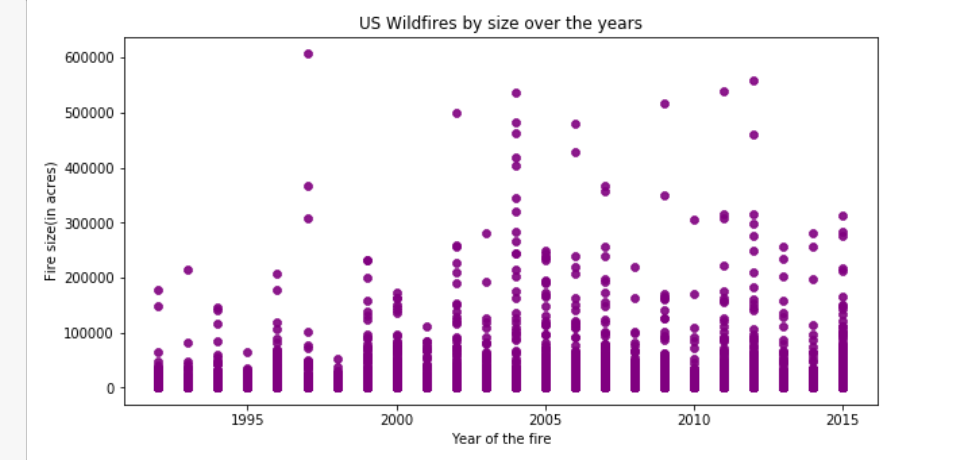 US Wildfires by size over the years
Fire size(in acres)
600000
500000
400000
300000
200000
100000
0
1995 2000 2005 2010 2015
Year of the fire